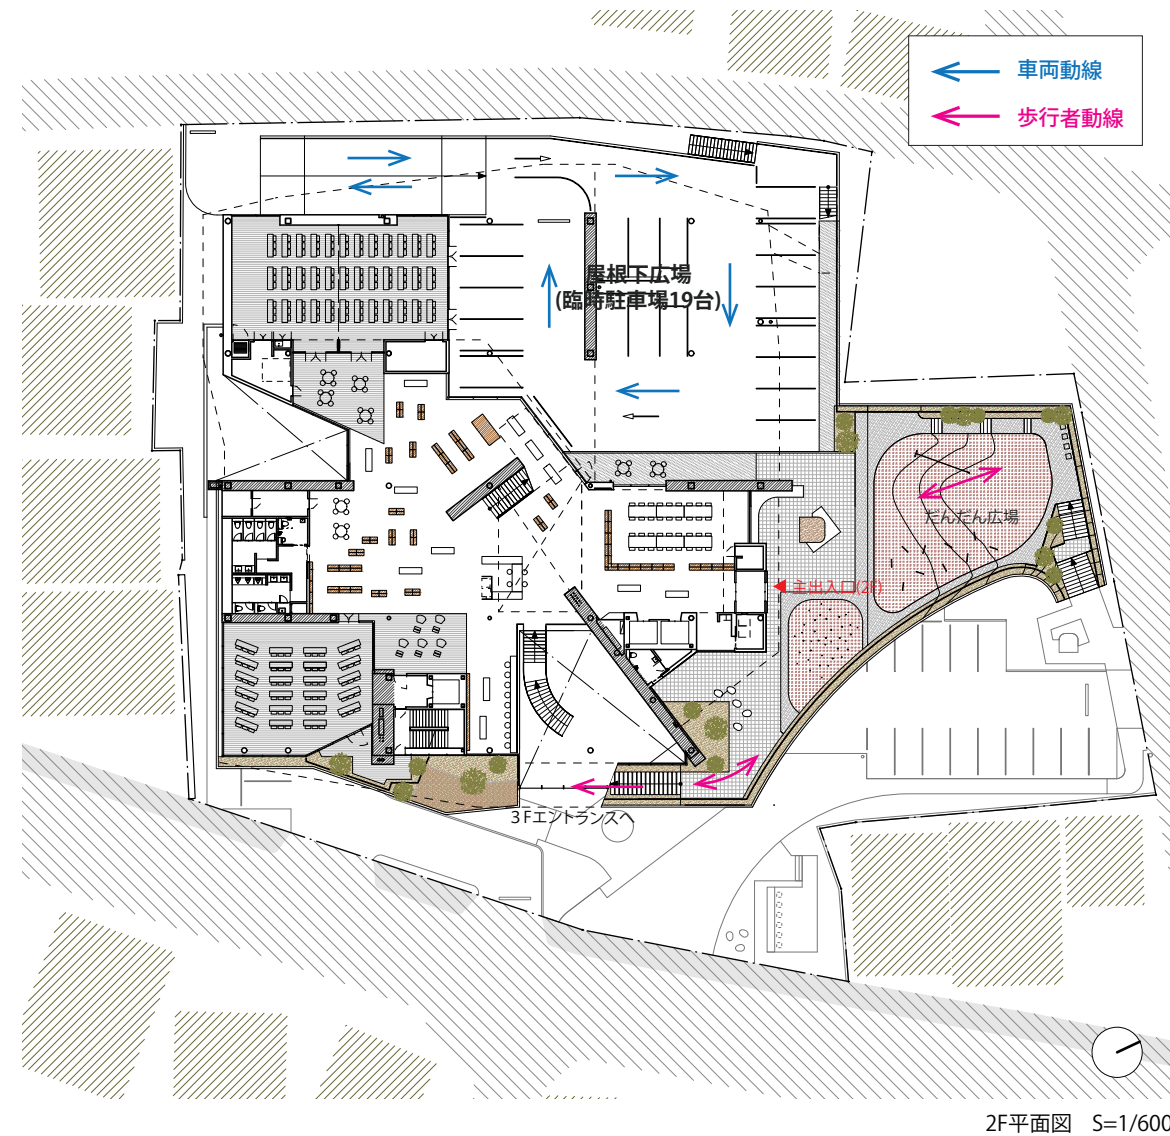 車両動線
歩行者動線
屋根下広場
(臨時駐車場19台)
だんだん広場
主出入口(2F)
3Fエントランスへ
2F平面図 S=1/600